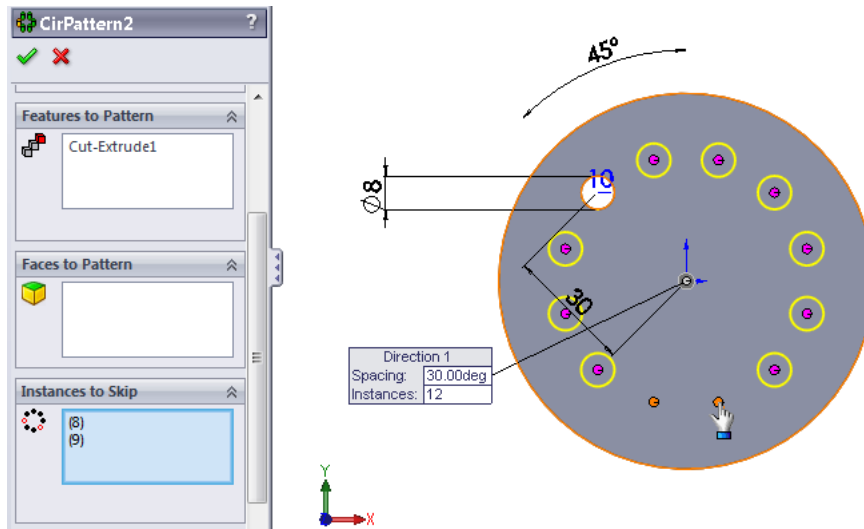 CirPattern2 ?
Features to Pattern
Cut-Extrude1
Faces to Pattern
Instances to Skip
(8)
(9)
45°
∅8
10
30
Direction 1
Spacing: 30.00deg
Instances: 12
Y
X